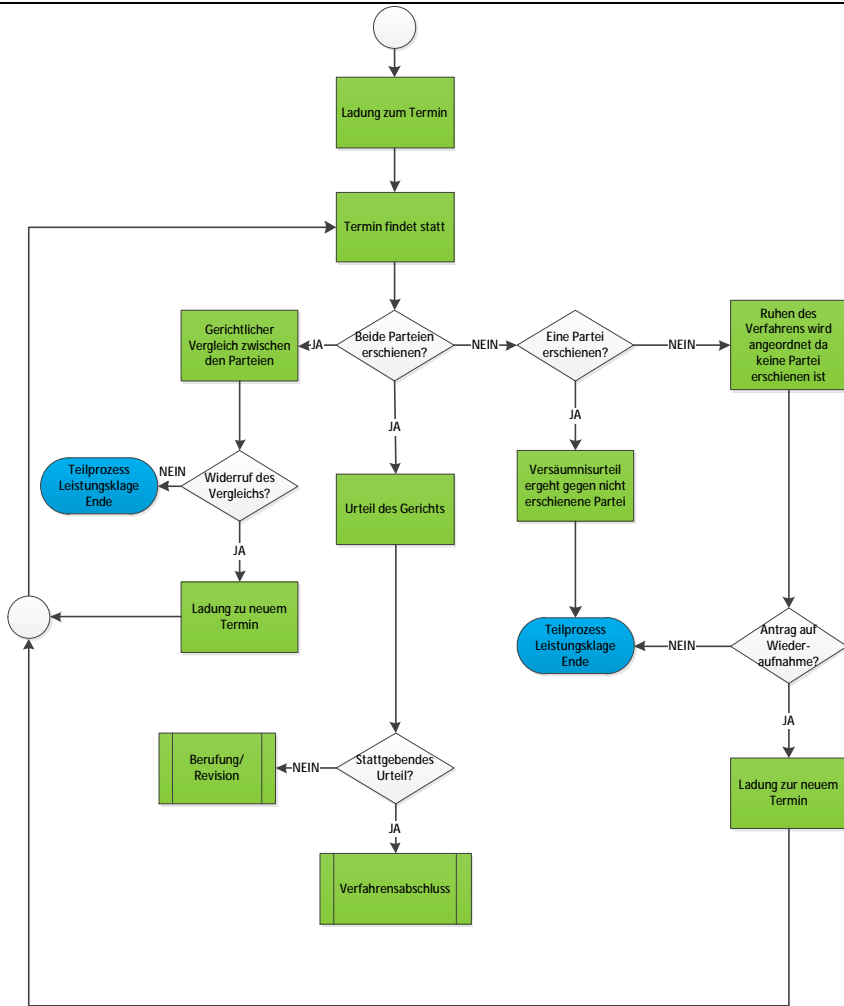 Ladung zum Termin
Termin findet statt
Gerichtlicher
Vergleich zwischen
den Parteien
JA
Beide Parteien
erschienen?
NEIN
Eine Partei
erschienen?
NEIN
Ruhen des
Verfahrens wird
angeordnet da
keine Partei
erschienen ist
JA
JA
Teilprozess
Leistungsklage
Ende
NEIN
Widerruf des
Vergleichs?
Urteil des Gerichts
Versäumnisurteil
ergeht gegen nicht
erschienene Partei
JA
Ladung zu neuem
Termin
Teilprozess
Leistungsklage
Ende
NEIN
Antrag auf
Wieder-
aufnahme?
JA
Berufung/
Revision
NEIN
Stattgebendes
Urteil?
Ladung zur neuem
Termin
JA
Verfahrensabschluss